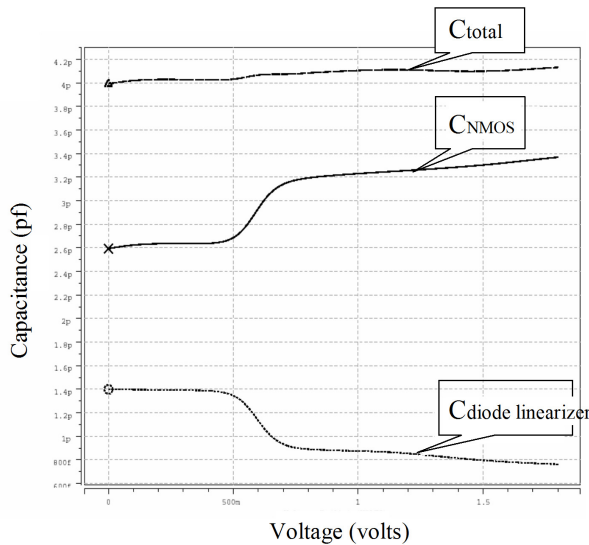 Ctotal
4.2p
4p
3.8p
3.6p
CNMOS
3.4p
3.2p
3p
2.8p
2.6p
2.4p
2.2p
2p
1.8p
1.6p
1.4p
Cdiode linearizer
1.2p
1p
800f
600f
0
500m
1
1.5
Capacitance (pf)
Voltage (volts)